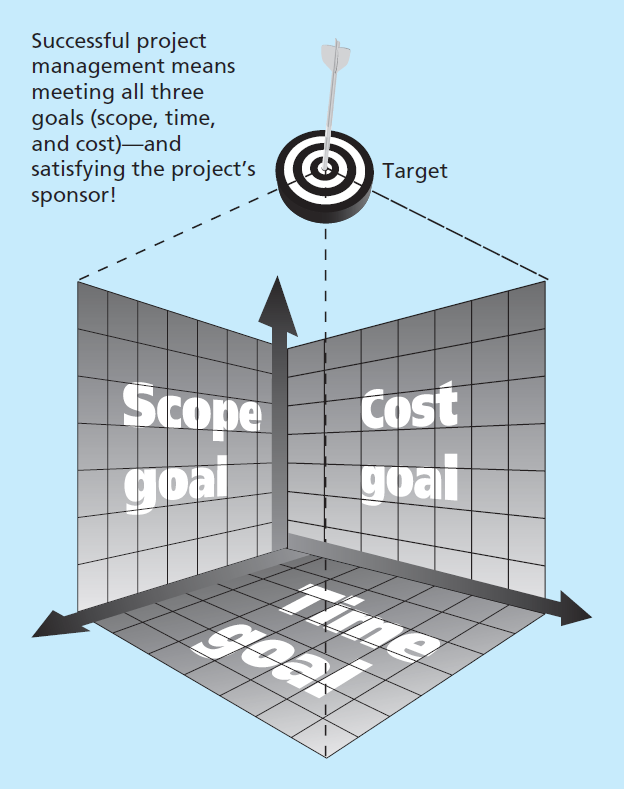 Successful project
management means
meeting all three
goals (scope, time,
and cost)—and
satisfying the project's
sponsor!
Target
Scope
goal
Cost
goal
Time
goal